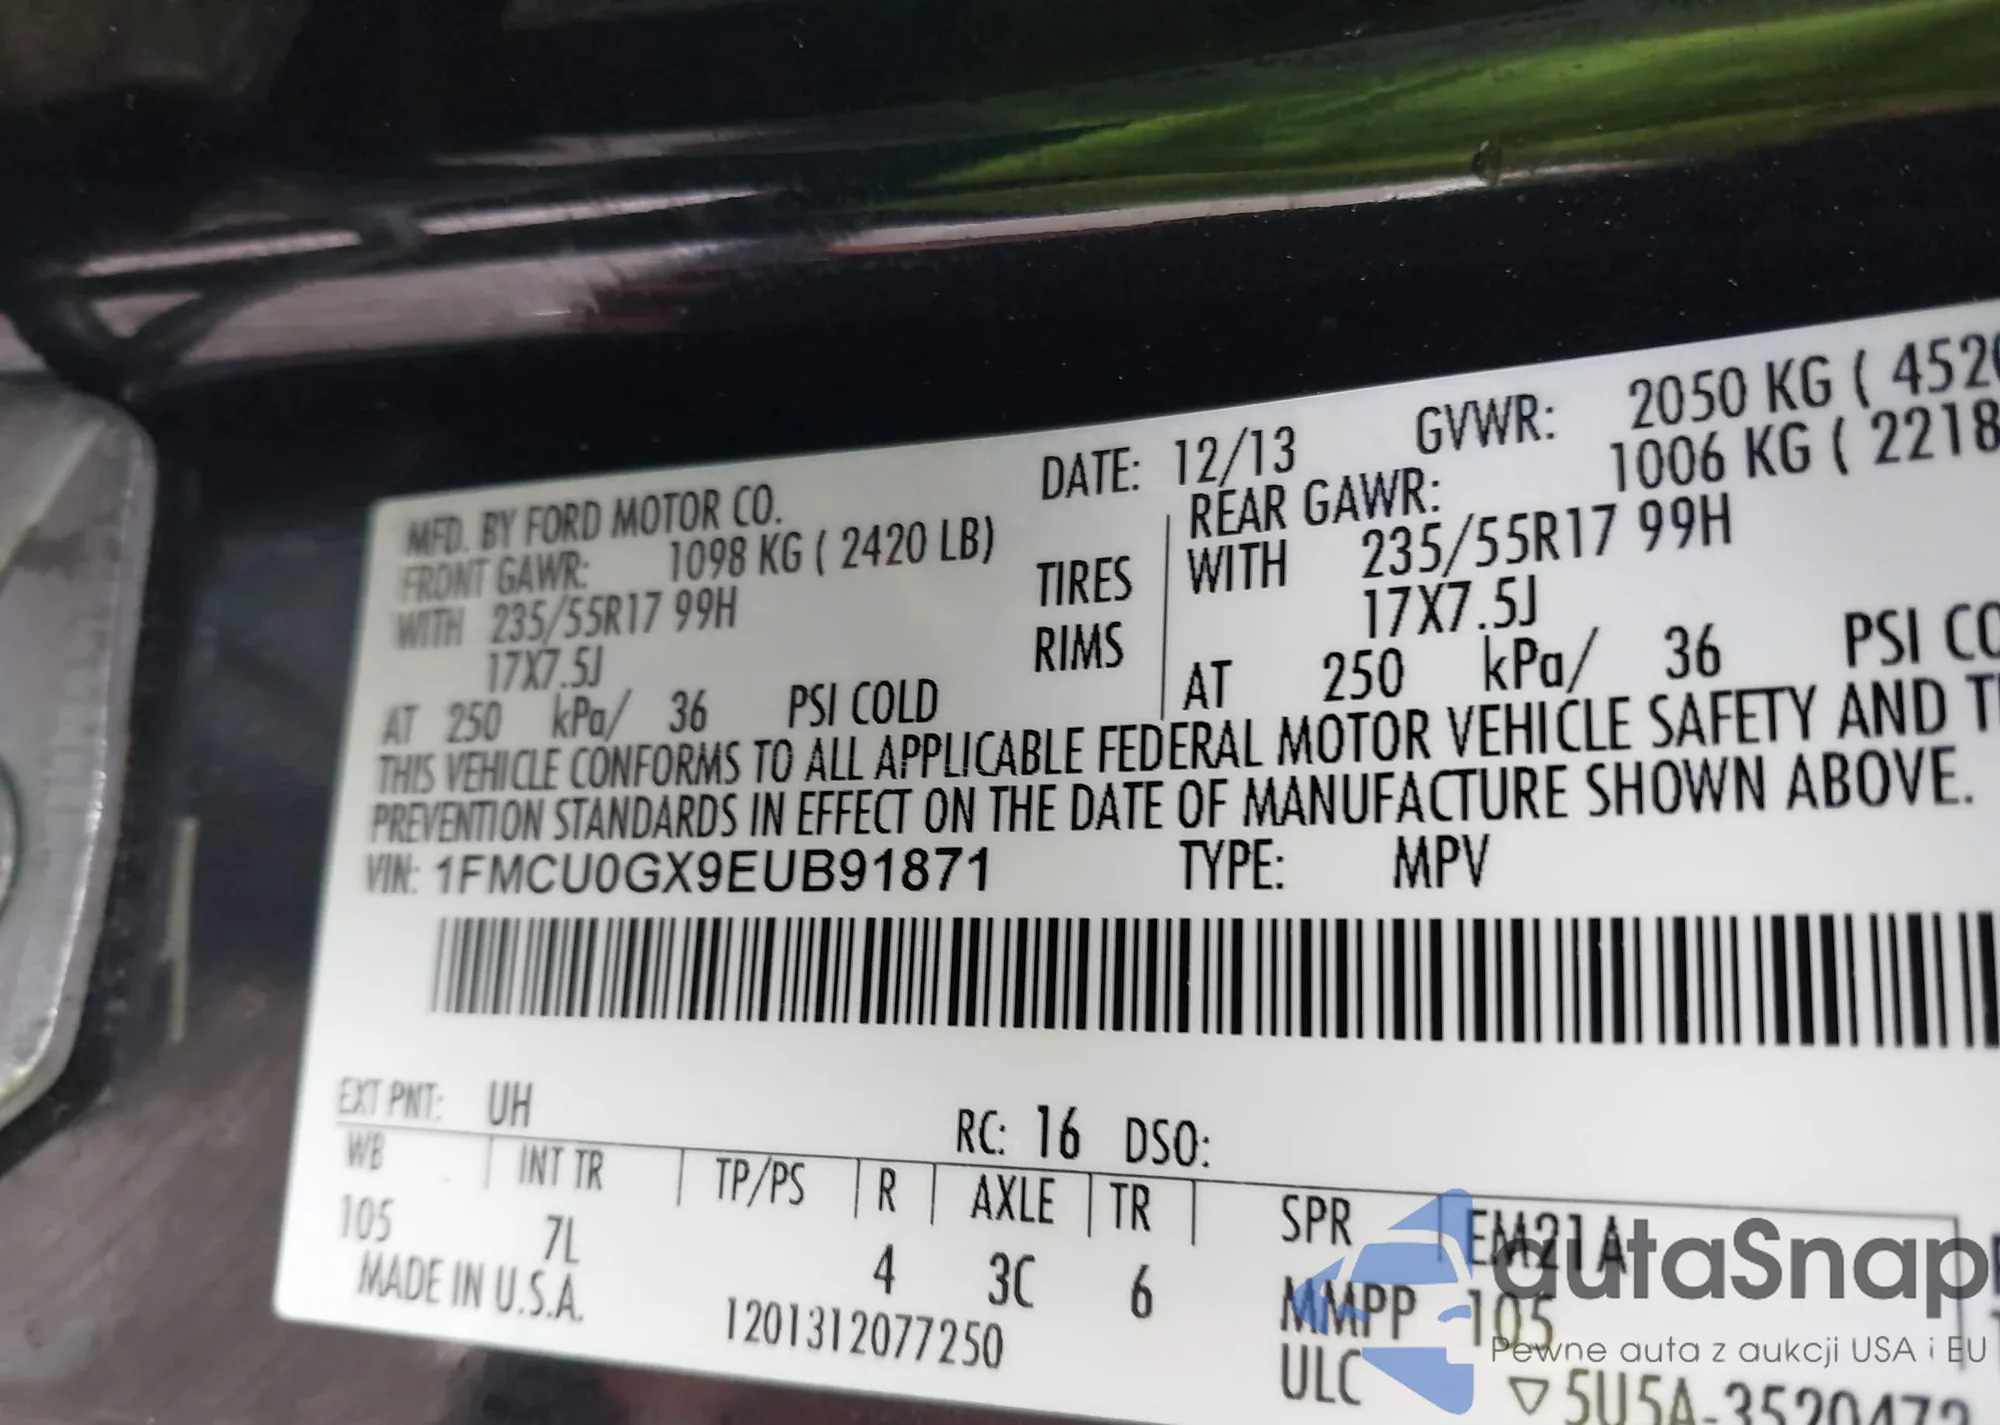 MFD. BY FORD MOTOR CO. DATE: 12/13 GVWR: 2050 KG ( 4520
FRONT GAWR: 1098 KG ( 2420 LB) REAR GAWR: 1006 KG ( 2218
WITH 235/55R17 99H TIRES WITH 235/55R17 99H
17X7.5J RIMS 17X7.5J
AT 250 kPa/ 36 PSI COLD AT 250 kPa/ 36 PSI CO
THIS VEHICLE CONFORMS TO ALL APPLICABLE FEDERAL MOTOR VEHICLE SAFETY AND T
PREVENTION STANDARDS IN EFFECT ON THE DATE OF MANUFACTURE SHOWN ABOVE.
VIN: 1FMCU0GX9EUB91871 TYPE: MPV
EXT PNT: UH RC: 16 DSO:
WB INT TR TP/PS R AXLE TR SPR EM21A
105 7L 4 3C 6 MMPP 105
MADE IN U.S.A. 1201312077250 ULC
5U5A-3520472
autaSnap
Pewne auta z aukcji USA i EU